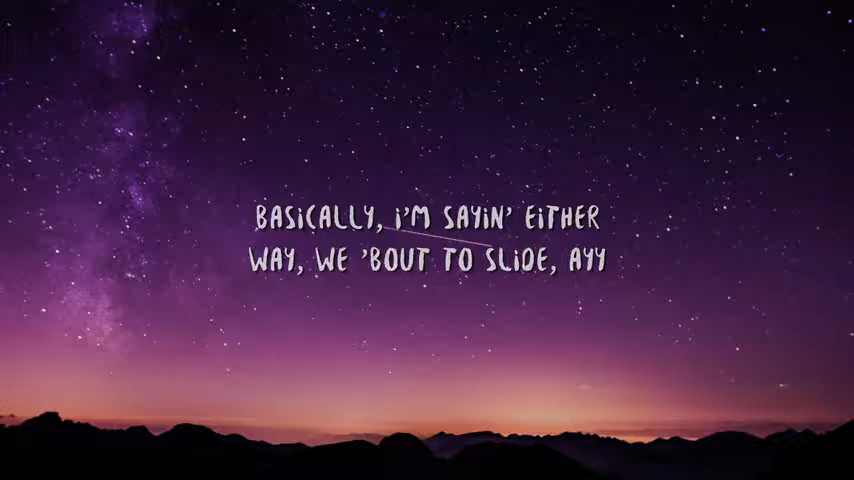 BASICALLY, I'M SAYIN' EITHER
WAY, WE 'BOUT TO SLIDE, AYY